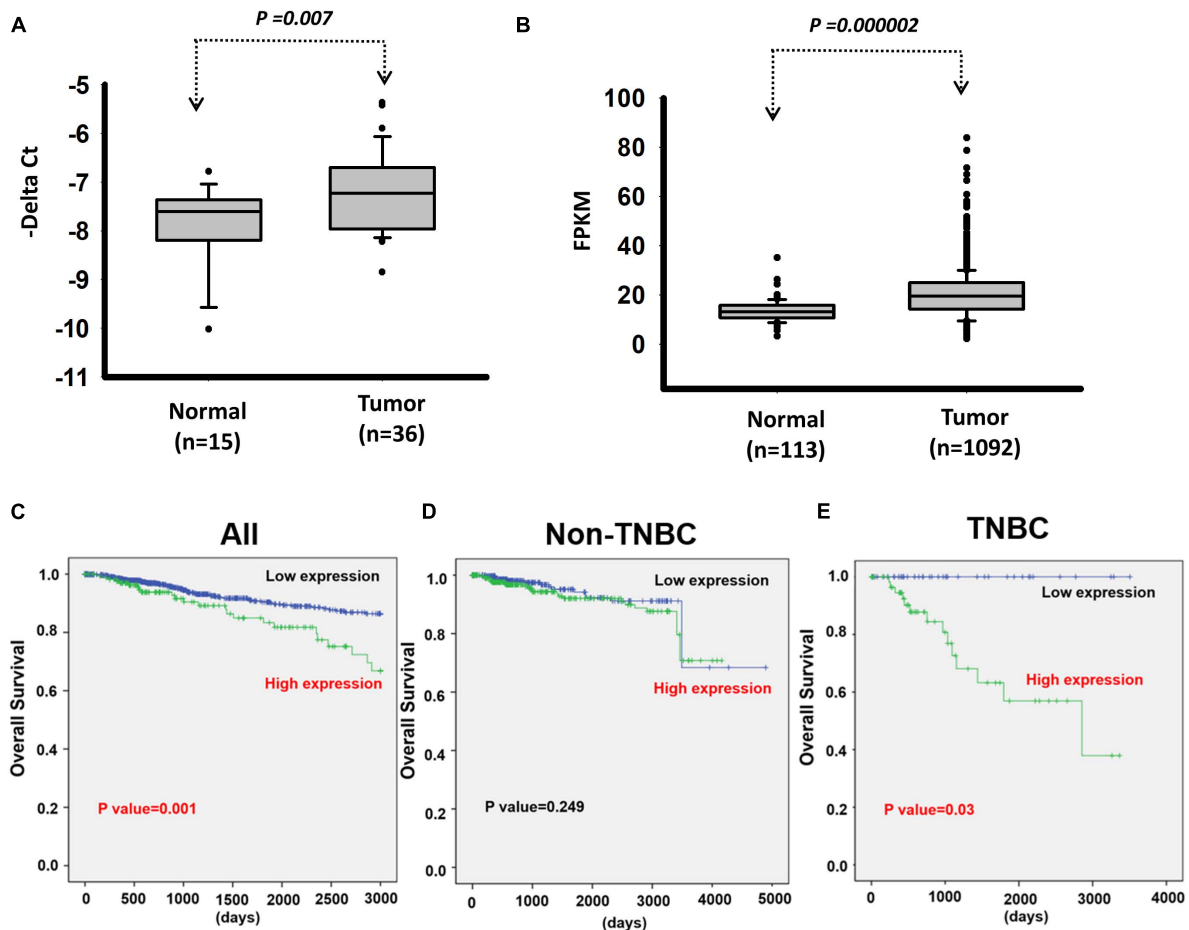 A
P =0.007
-Delta Ct
-5
-6
-7
-8
-9
-10
-11
Normal
(n=15)
Tumor
(n=36)
B
P =0.000002
FPKM
100
80
60
40
20
0
Normal
(n=113)
Tumor
(n=1092)
C
All
Overall Survival
1.0
0.8
0.6
0.4
0.2
0.0
Low expression
High expression
P value=0.001
0 500 1000 1500 2000 2500 3000
(days)
D
Non-TNBC
Overall Survival
1.0
0.8
0.6
0.4
0.2
0.0
Low expression
High expression
P value=0.249
0 1000 2000 3000 4000 5000
(days)
E
TNBC
Overall Survival
1.0
0.8
0.6
0.4
0.2
0.0
Low expression
High expression
P value=0.03
0 1000 2000 3000 4000
(days)